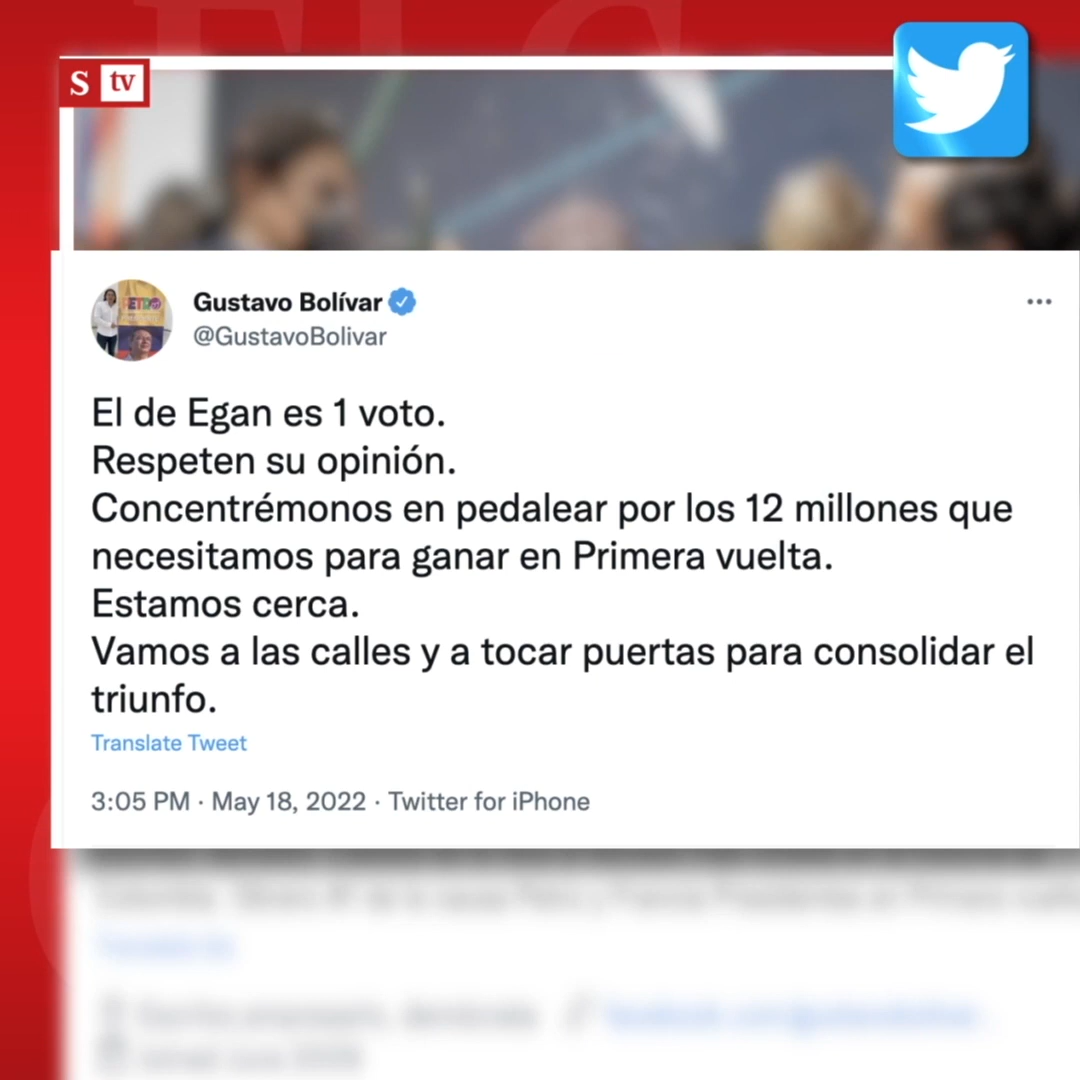 S tv
Gustavo Bolívar
@GustavoBolivar
El de Egan es 1 voto.
Respeten su opinión.
Concentrémonos en pedalear por los 12 millones que
necesitamos para ganar en Primera vuelta.
Estamos cerca.
Vamos a las calles y a tocar puertas para consolidar el
triunfo.
Translate Tweet
3:05 PM · May 18, 2022 · Twitter for iPhone